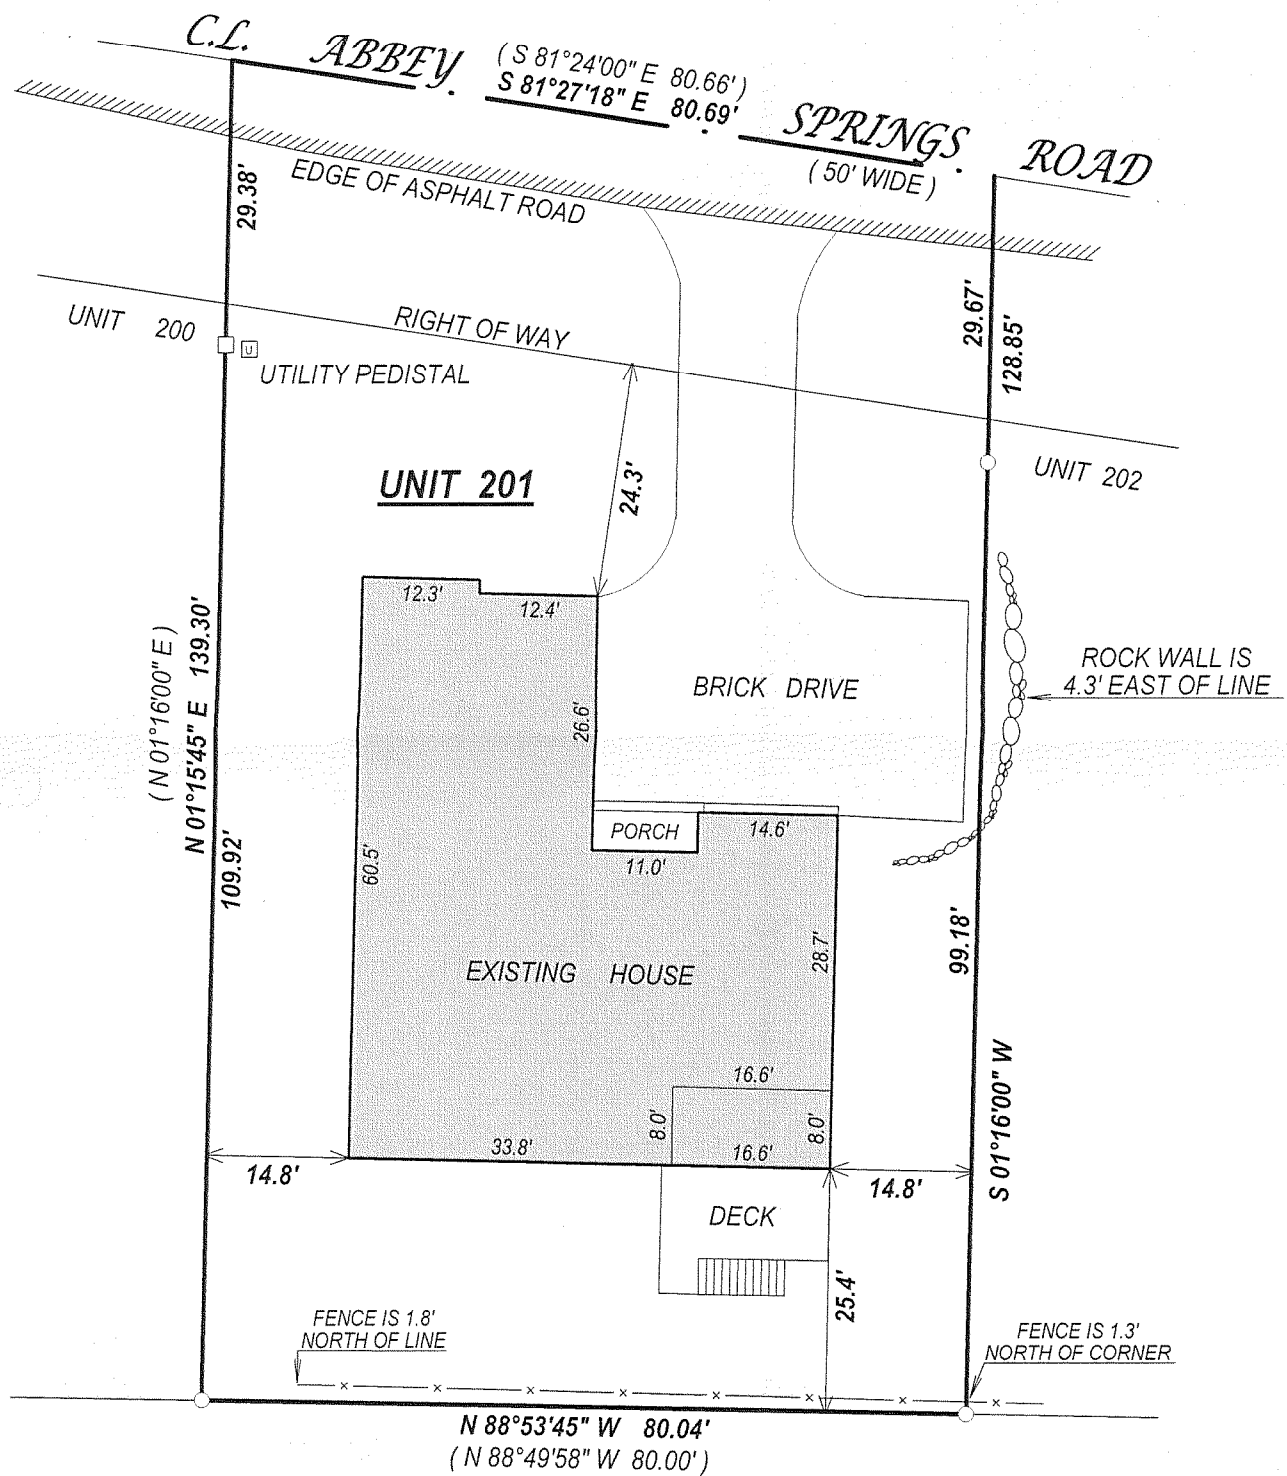 C.L. ABBEY SPRINGS ROAD
( S 81°24'00" E 80.66' )
S 81°27'18" E 80.69'
( 50' WIDE )
EDGE OF ASPHALT ROAD
29.38'
29.67'
128.85'
UNIT 200
RIGHT OF WAY
U
UTILITY PEDISTAL
UNIT 202
UNIT 201
24.3'
12.3'
12.4'
( N 01°16'00" E )
N 01°15'45" E 139.30'
109.92'
ROCK WALL IS
4.3' EAST OF LINE
BRICK DRIVE
26.6'
PORCH
14.6'
11.0'
60.5'
28.7'
99.18'
EXISTING HOUSE
S 01°16'00" W
16.6'
8.0'
8.0'
33.8'
16.6'
14.8'
14.8'
DECK
25.4'
FENCE IS 1.8'
NORTH OF LINE
FENCE IS 1.3'
NORTH OF CORNER
N 88°53'45" W 80.04'
( N 88°49'58" W 80.00' )